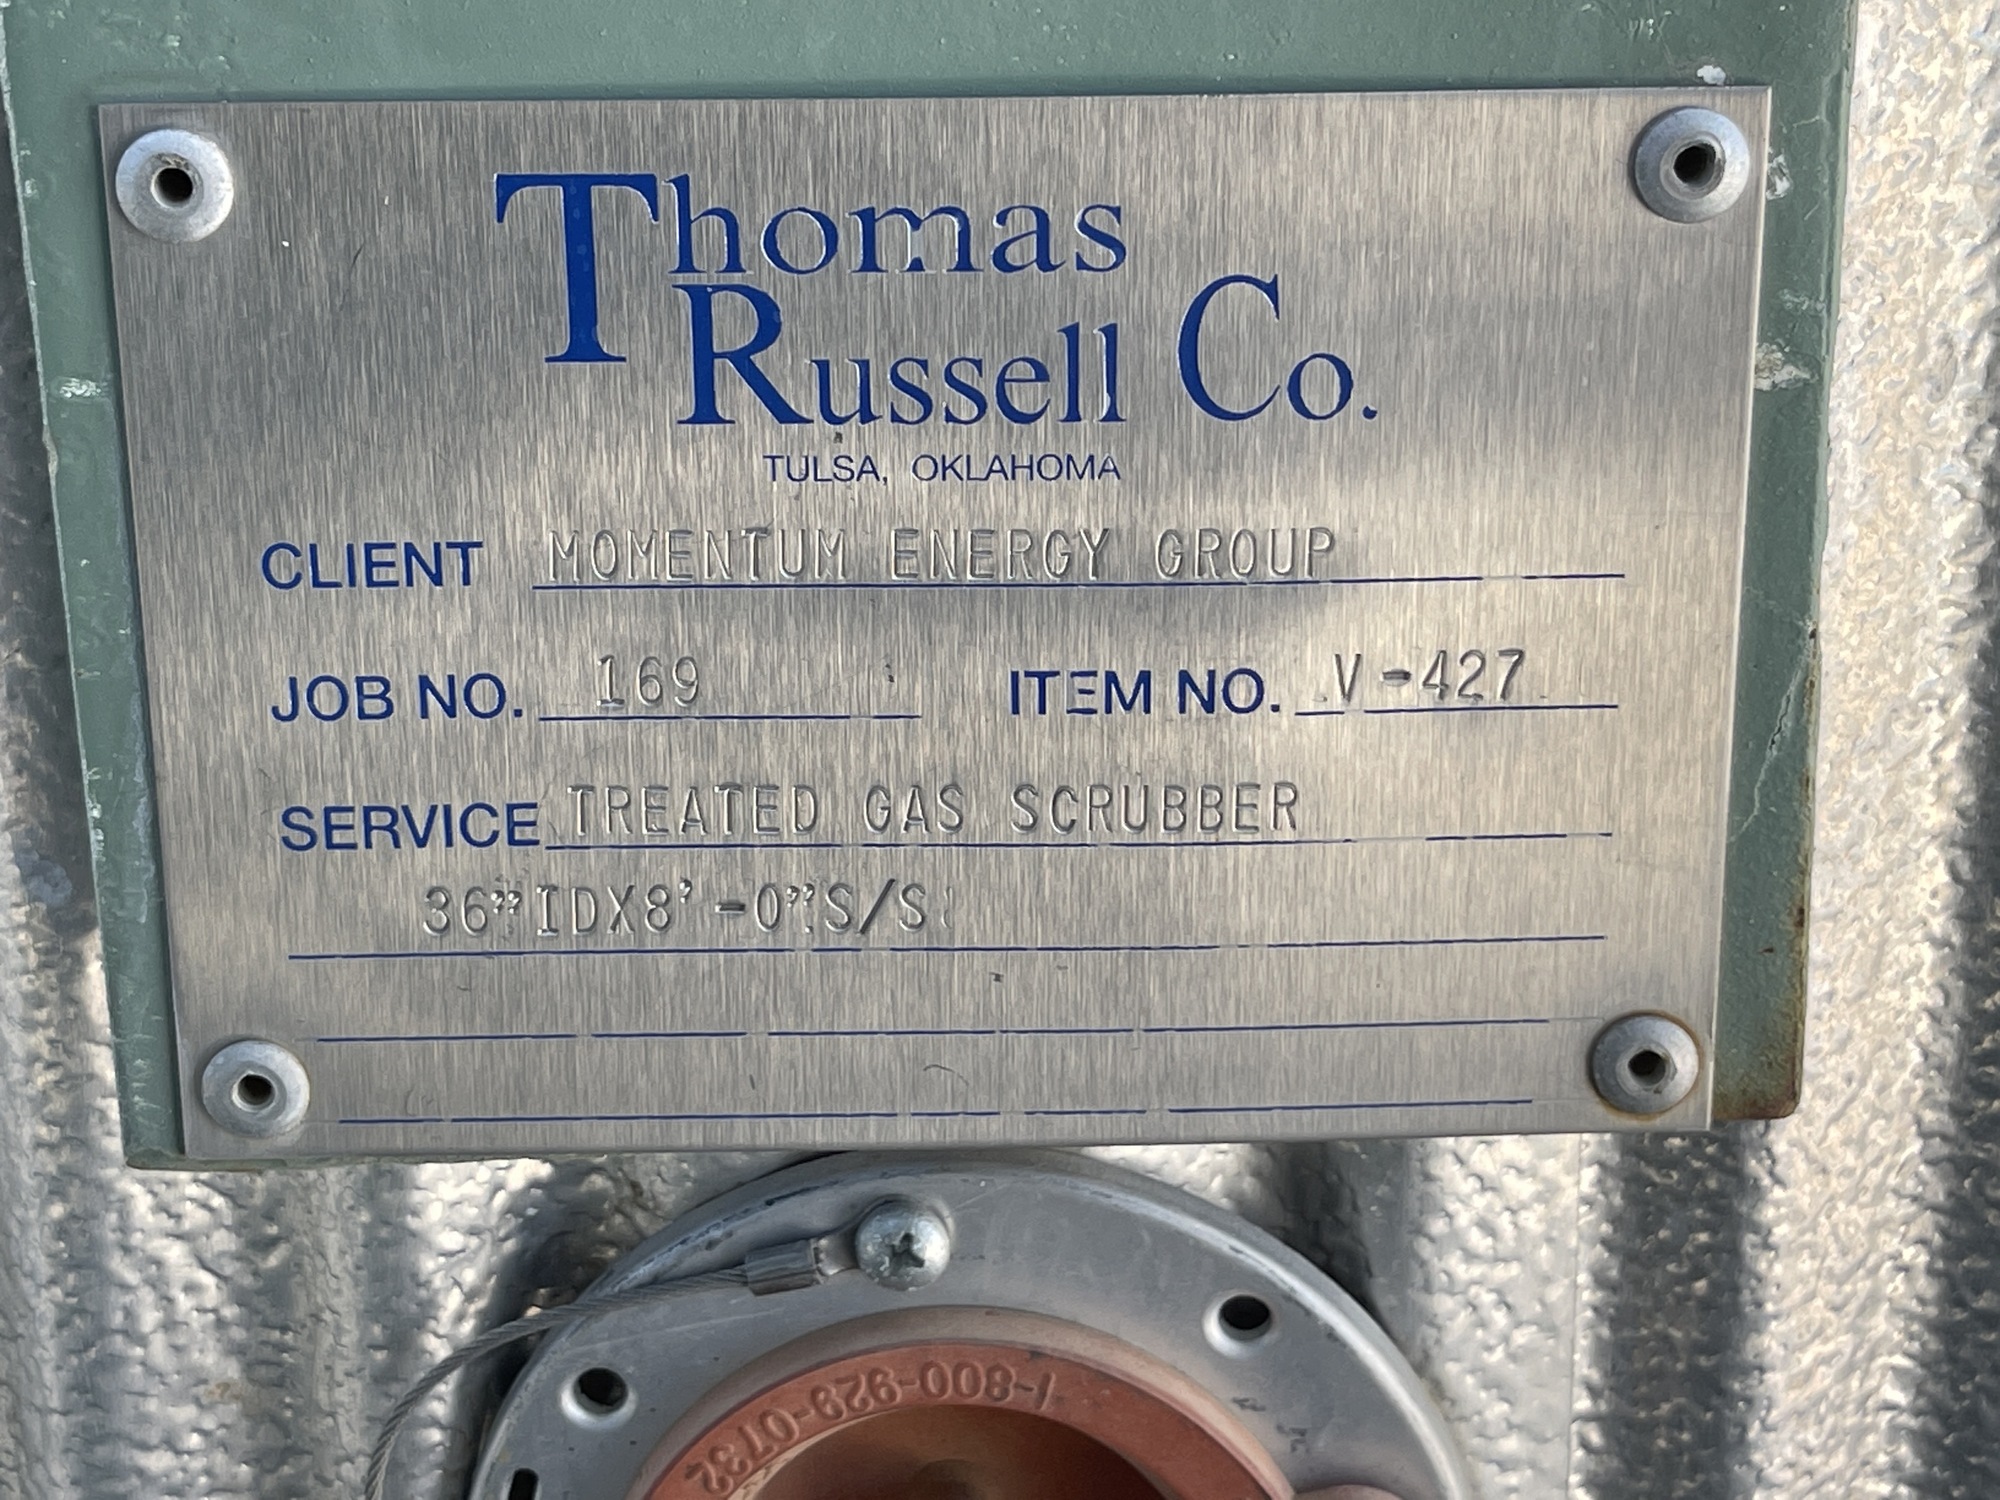 Thomas
Russell Co.
TULSA, OKLAHOMA
CLIENT MOMENTUM ENERGY GROUP
JOB NO. 169 ITEM NO. V-427
SERVICE TREATED GAS SCRUBBER
36"IDX8'-0"S/S
1-800-929-0732